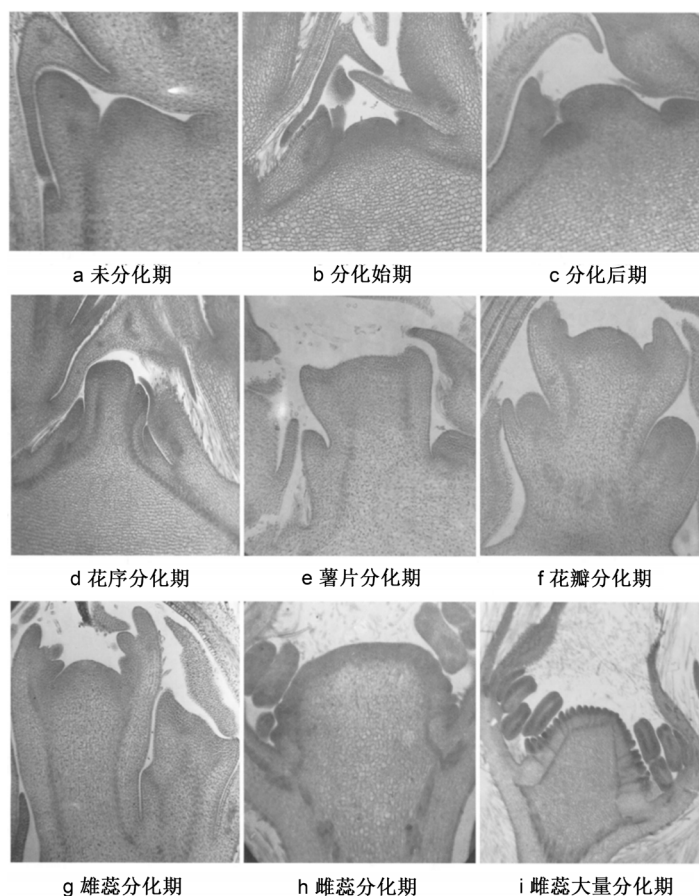 a 未分化期
b 分化始期
c 分化后期
d 花序分化期
e 薯片分化期
f 花瓣分化期
g 雄蕊分化期
h 雌蕊分化期
i 雌蕊大量分化期